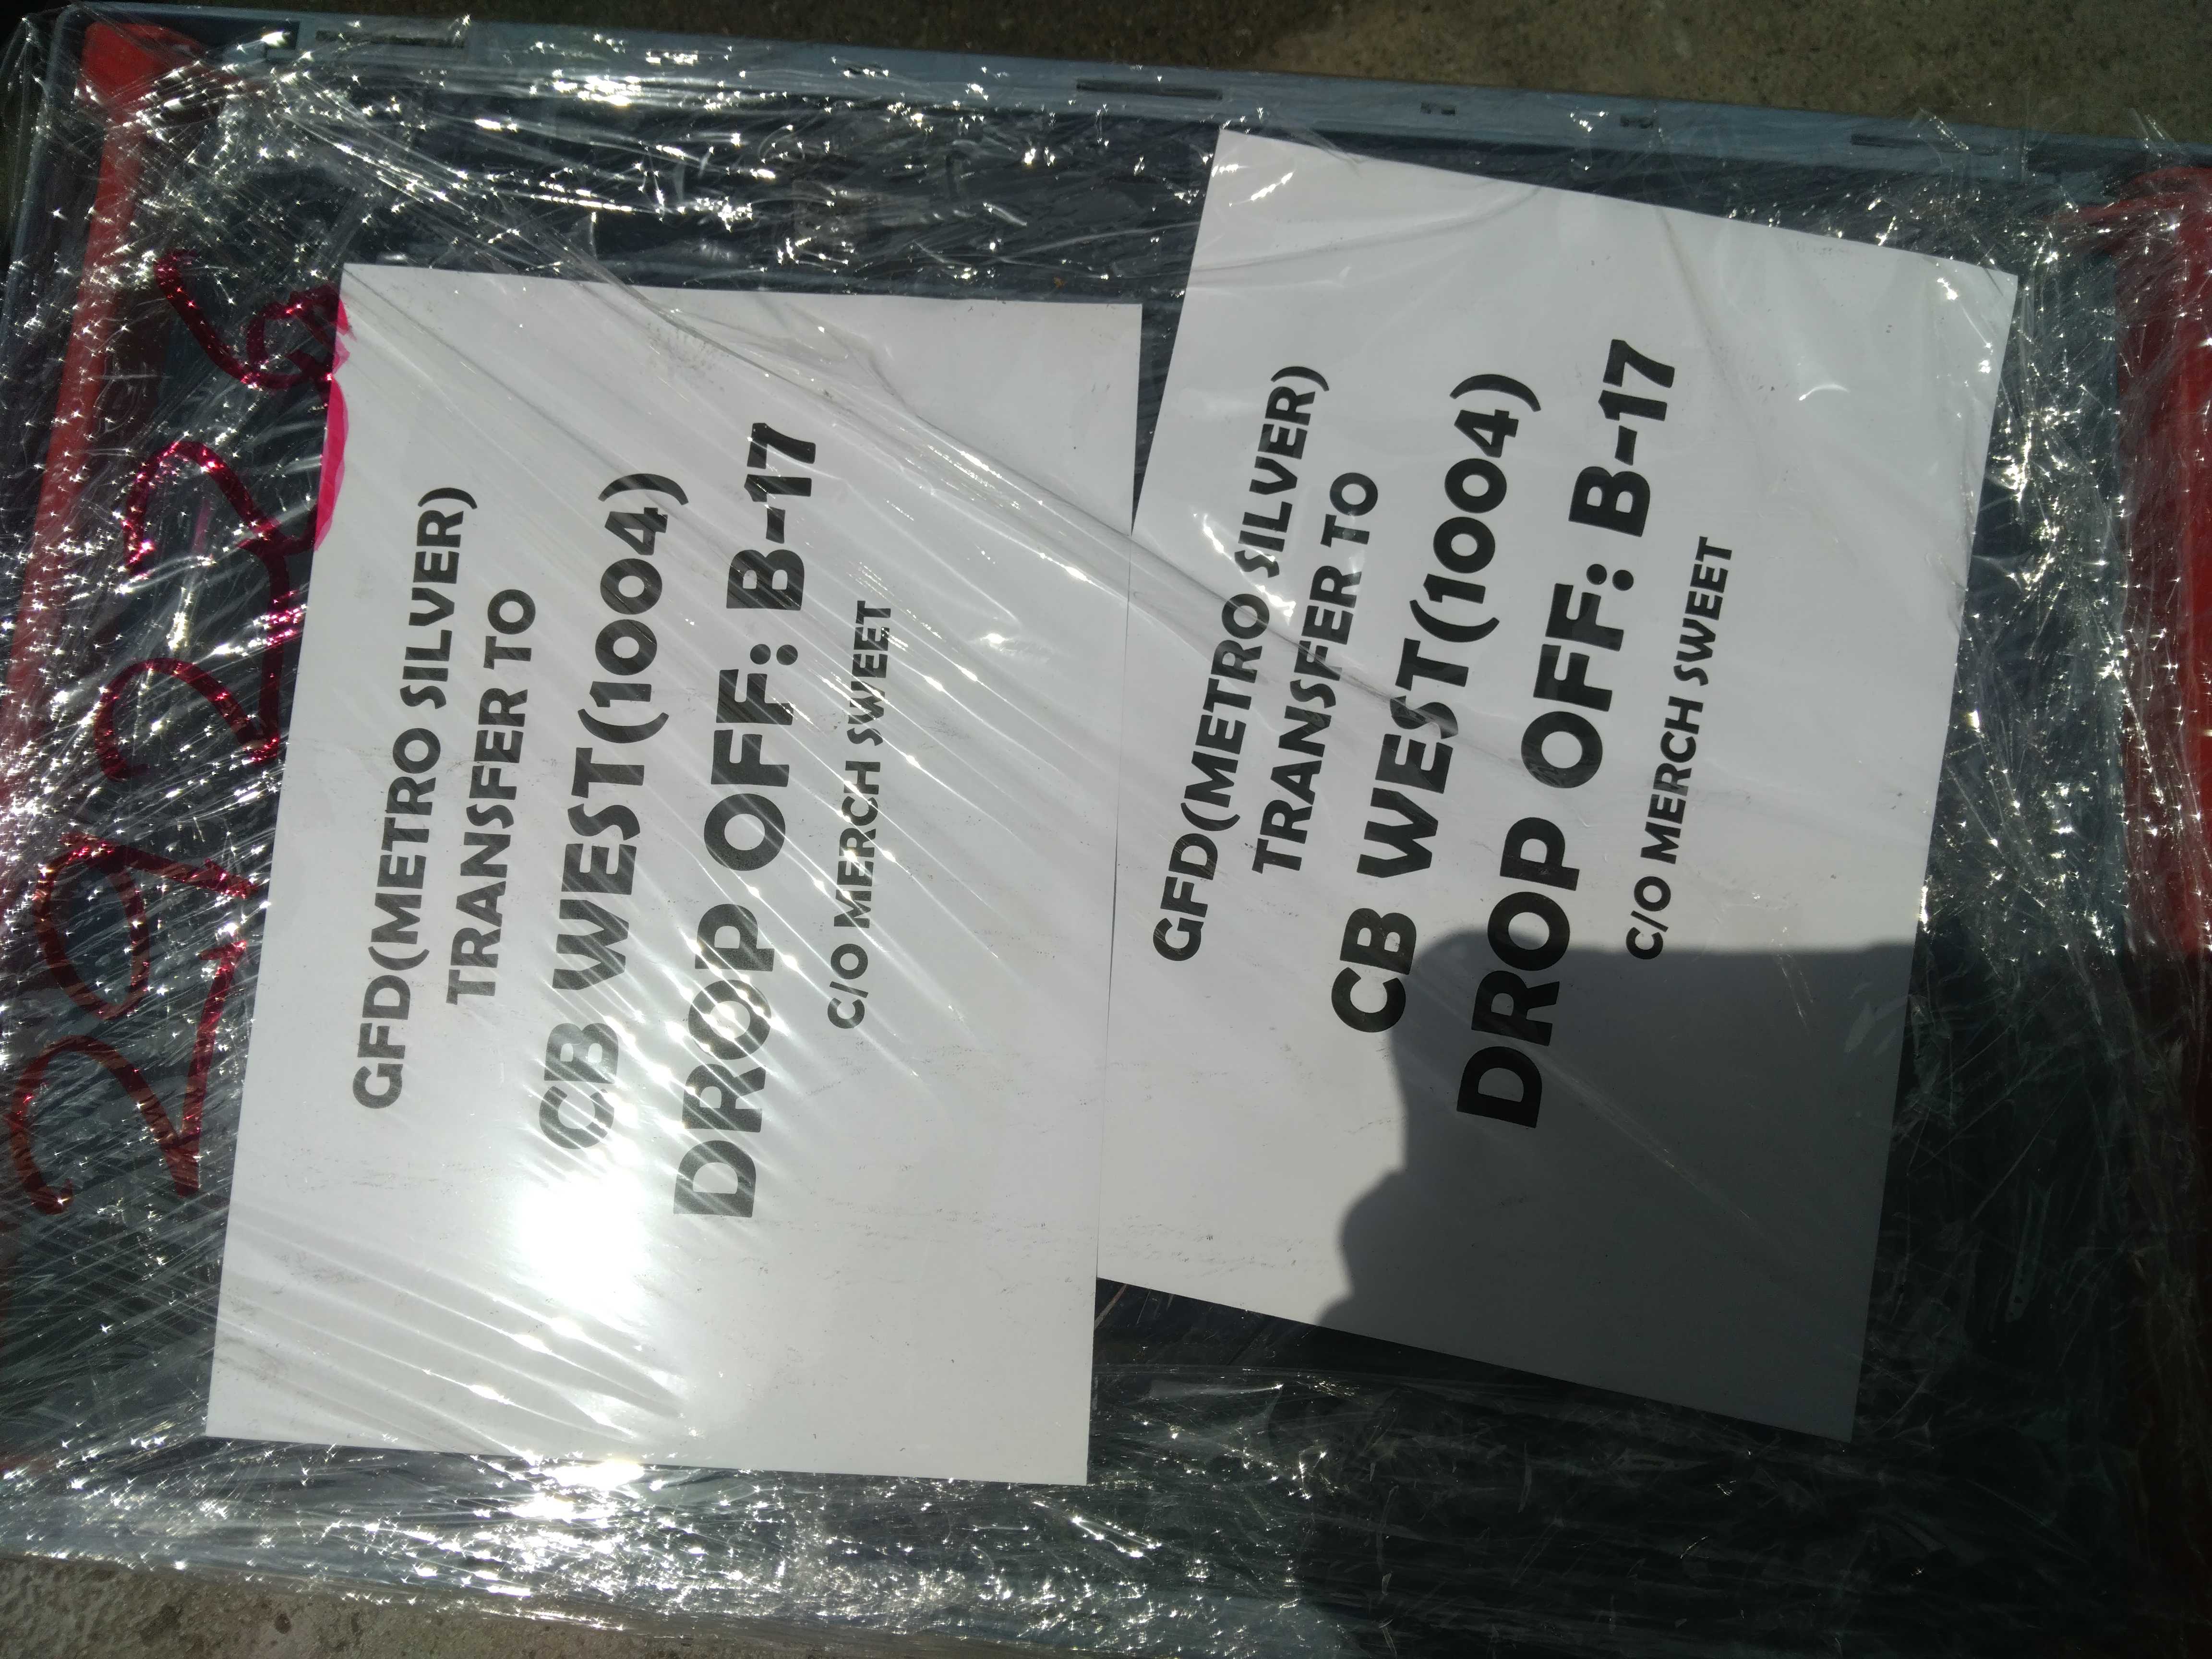 29226
GFD(METRO SILVER)
TRANSFER TO
CB WEST(1004)
DROP OFF: B-17
C/O MERCH SWEET
GFD(METRO SILVER)
TRANSFER TO
CB WEST(1004)
DROP OFF: B-17
C/O MERCH SWEET